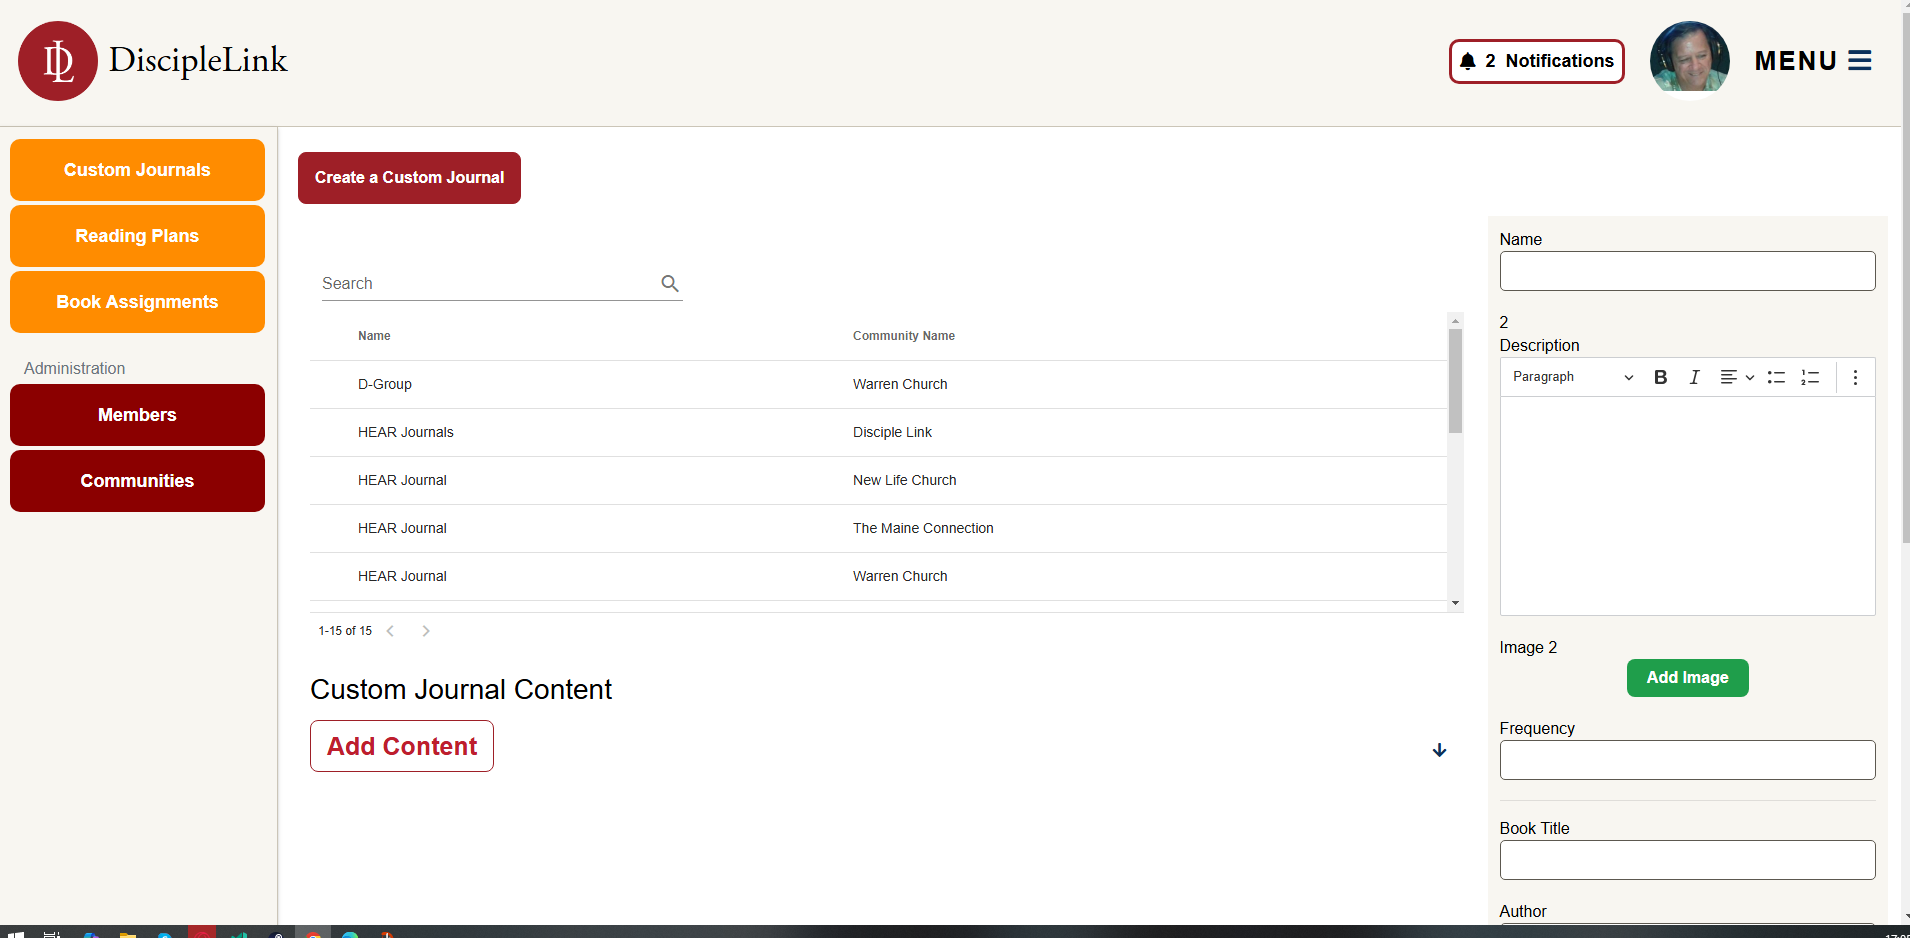 DL DiscipleLink
2 Notifications
MENU
Custom Journals
Reading Plans
Book Assignments
Administration
Members
Communities
Create a Custom Journal
Search
Name Community Name
D-Group Warren Church
HEAR Journals Disciple Link
HEAR Journal New Life Church
HEAR Journal The Maine Connection
HEAR Journal Warren Church
1-15 of 15
Custom Journal Content
Add Content
Name
2
Description
Paragraph B I
Image 2
Add Image
Frequency
Book Title
Author